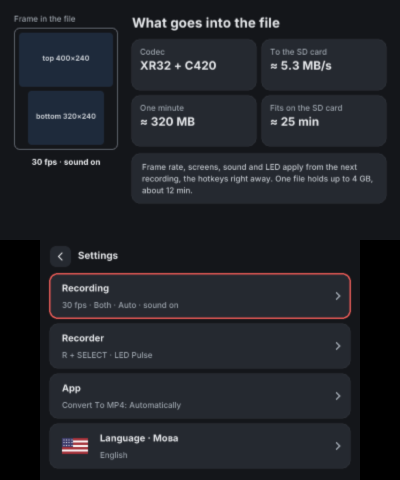 Frame in the file
top 400×240
bottom 320×240
30 fps · sound on
What goes into the file
Codec
XR32 + C420
To the SD card
≈ 5.3 MB/s
One minute
≈ 320 MB
Fits on the SD card
≈ 25 min
Frame rate, screens, sound and LED apply from the next
recording, the hotkeys right away. One file holds up to 4 GB,
about 12 min.
Settings
Recording
30 fps · Both · Auto · sound on
Recorder
R + SELECT · LED Pulse
App
Convert To MP4: Automatically
Language · Мова
English